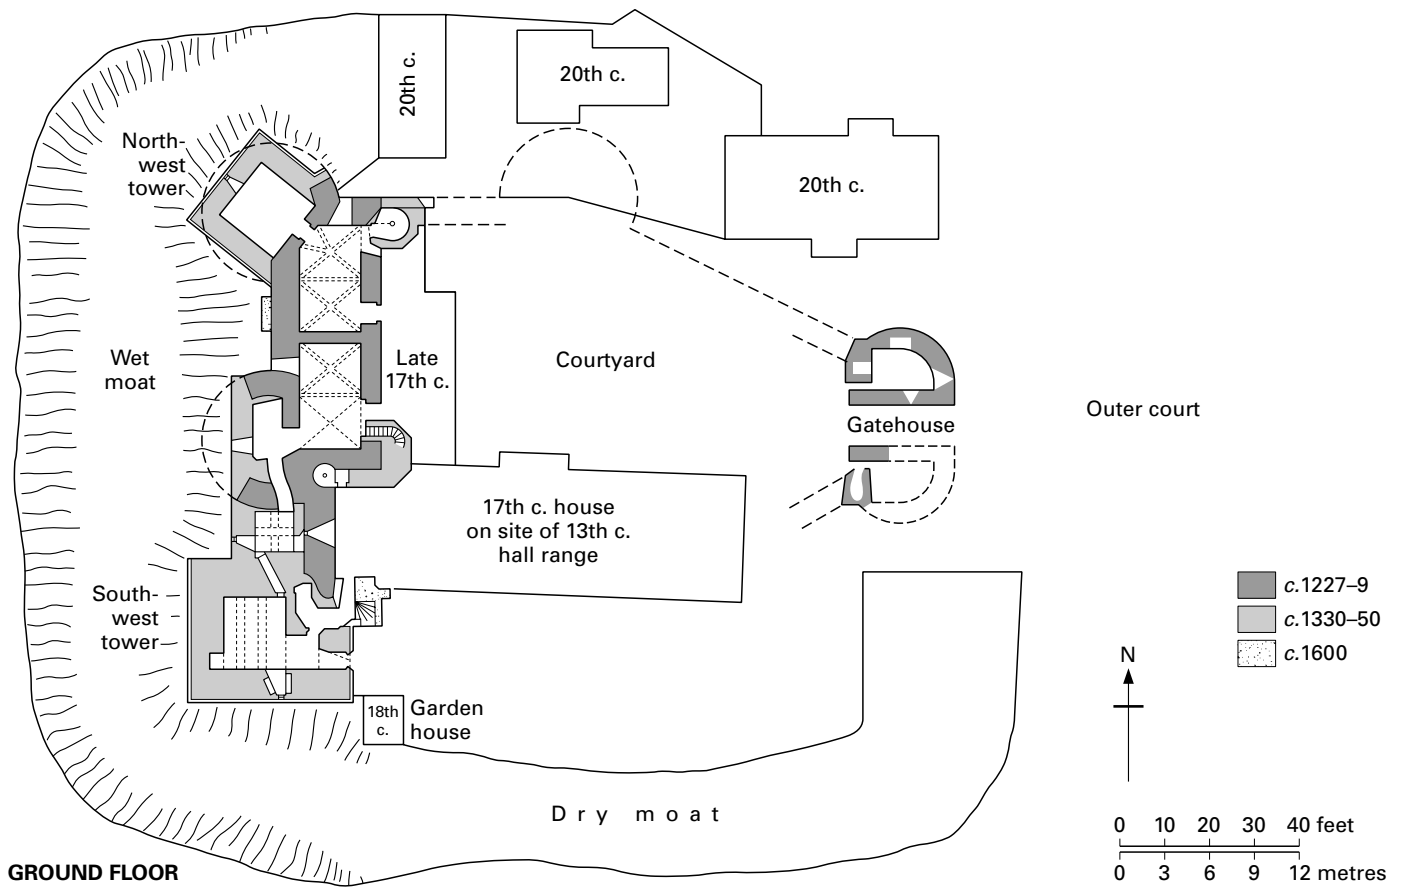 20th c.
20th c.
20th c.
North-
west
tower
Wet
moat
Late
17th c.
Courtyard
Gatehouse
Outer court
17th c. house
on site of 13th c.
hall range
South-
west
tower
18th
c.
Garden
house
Dry moat
c.1227–9
c.1330–50
c.1600
N
0 10 20 30 40 feet
0 3 6 9 12 metres
GROUND FLOOR